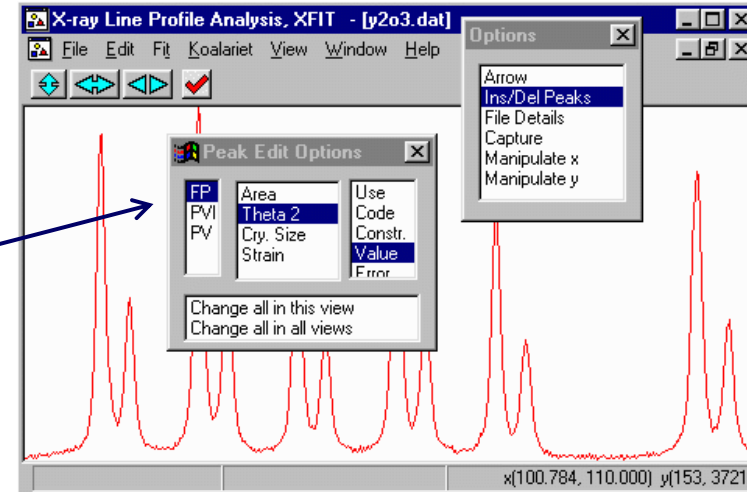 X-ray Line Profile Analysis, XFIT - [y2o3.dat]
File Edit Fit Koalariet View Window Help
Options
Arrow
Ins/Del Peaks
File Details
Capture
Manipulate x
Manipulate y
Peak Edit Options
FP
PVI
PV
Area
Theta 2
Cry. Size
Strain
Use
Code
Constr.
Value
Error
Change all in this view
Change all in all views
x(100.784, 110.000) y(153, 3721